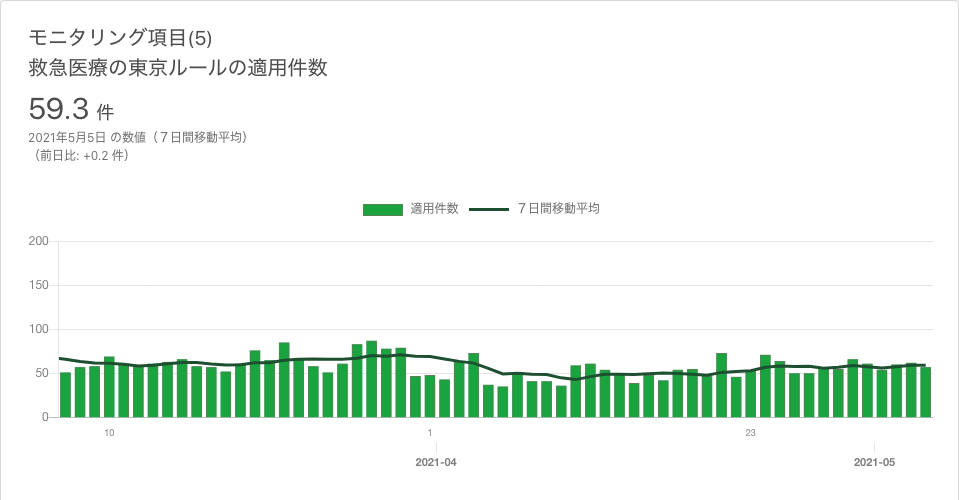 モニタリング項目(5)
救急医療の東京ルールの適用件数
59.3 件
2021年5月5日 の数値（７日間移動平均）
（前日比: +0.2 件）
適用件数 ７日間移動平均
200
150
100
50
0
10 1 23
2021-04 2021-05